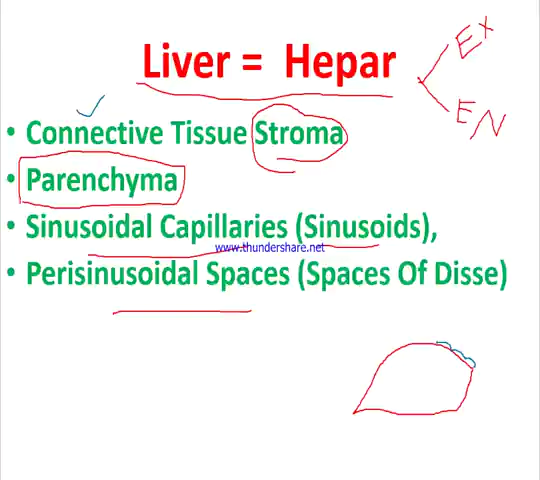 Liver = Hepar
EX
EN
• Connective Tissue Stroma
• Parenchyma
• Sinusoidal Capillaries (Sinusoids),
www.thundershare.net
• Perisinusoidal Spaces (Spaces Of Disse)